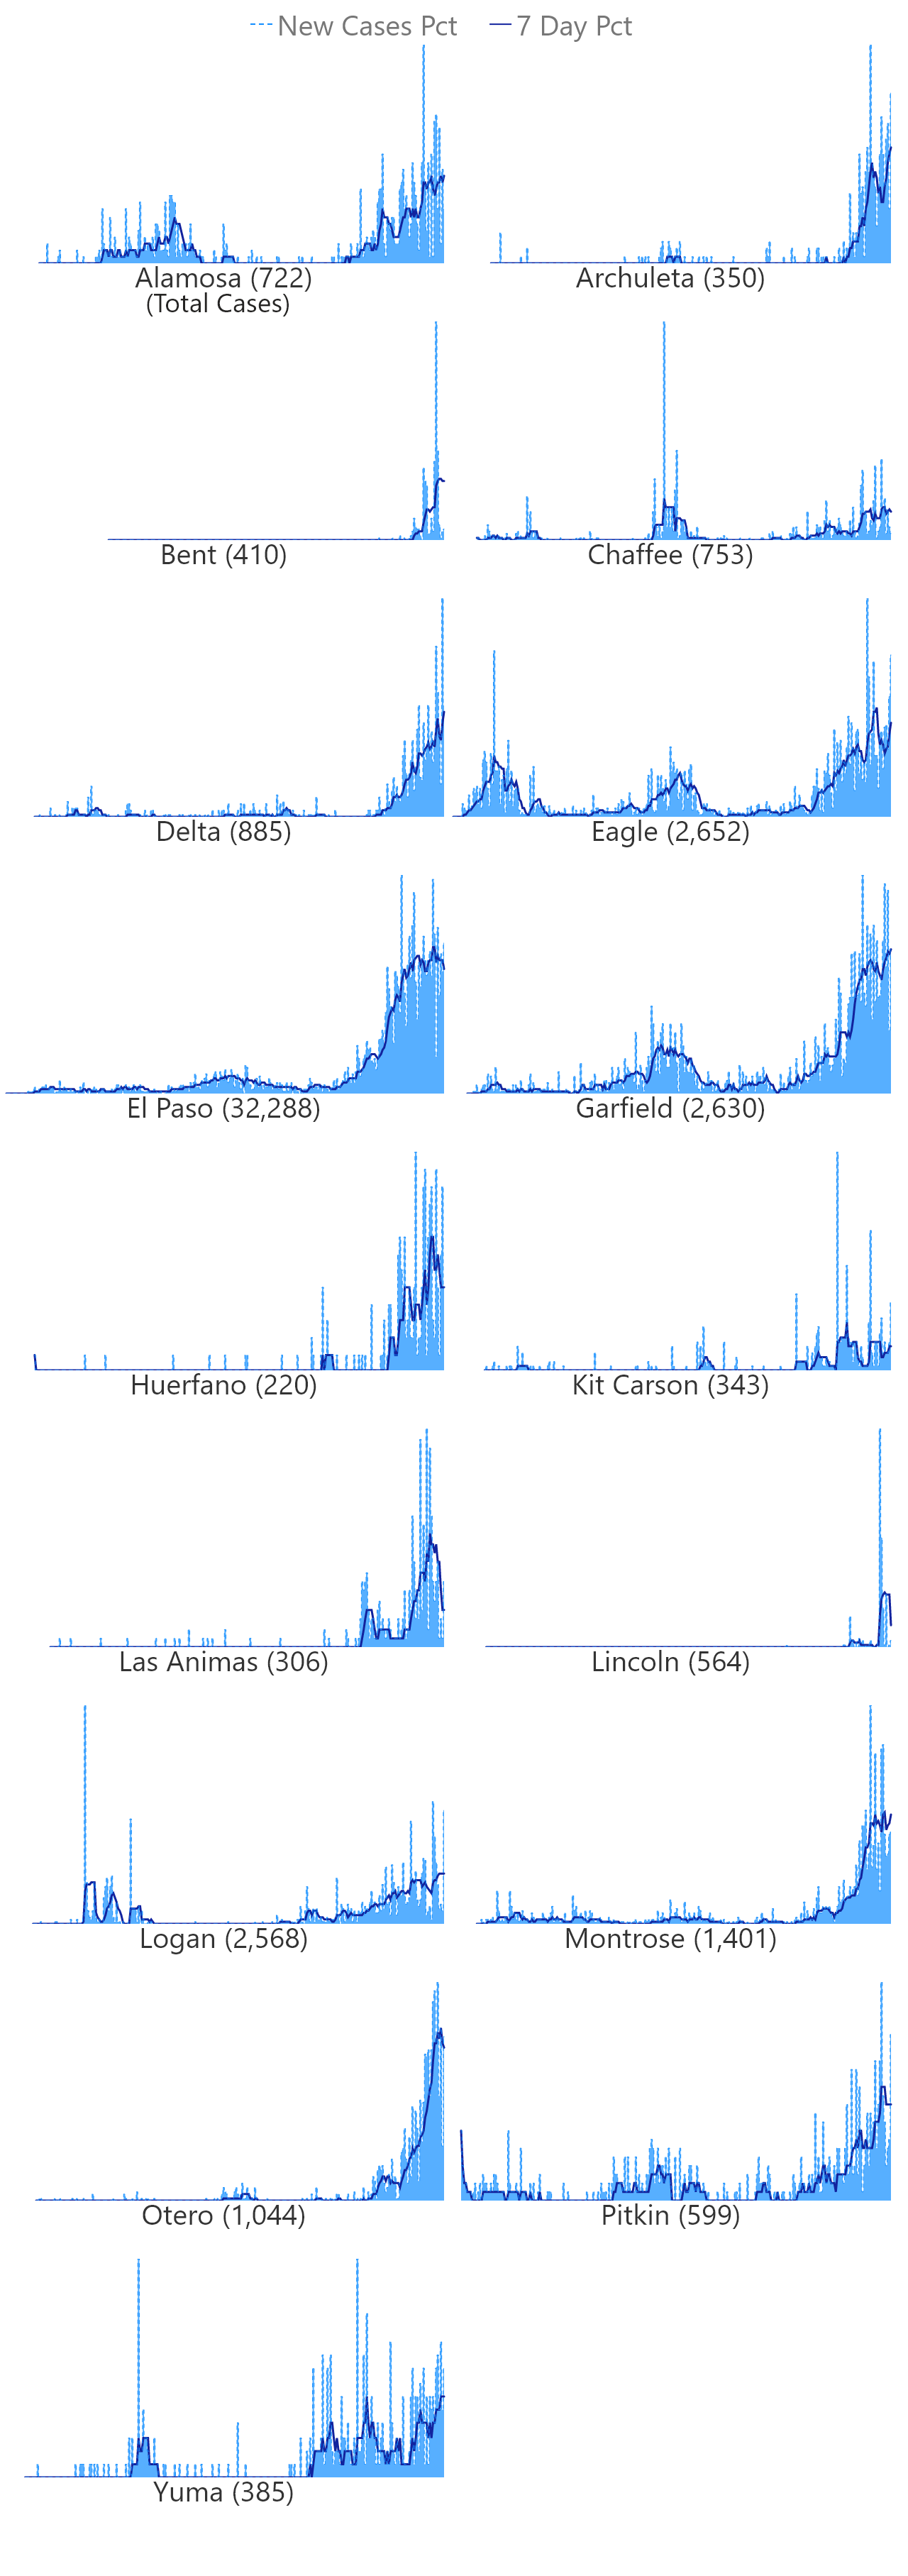 New Cases Pct 7 Day Pct
Alamosa (722)
(Total Cases)
Archuleta (350)
Bent (410)
Chaffee (753)
Delta (885)
Eagle (2,652)
El Paso (32,288)
Garfield (2,630)
Huerfano (220)
Kit Carson (343)
Las Animas (306)
Lincoln (564)
Logan (2,568)
Montrose (1,401)
Otero (1,044)
Pitkin (599)
Yuma (385)